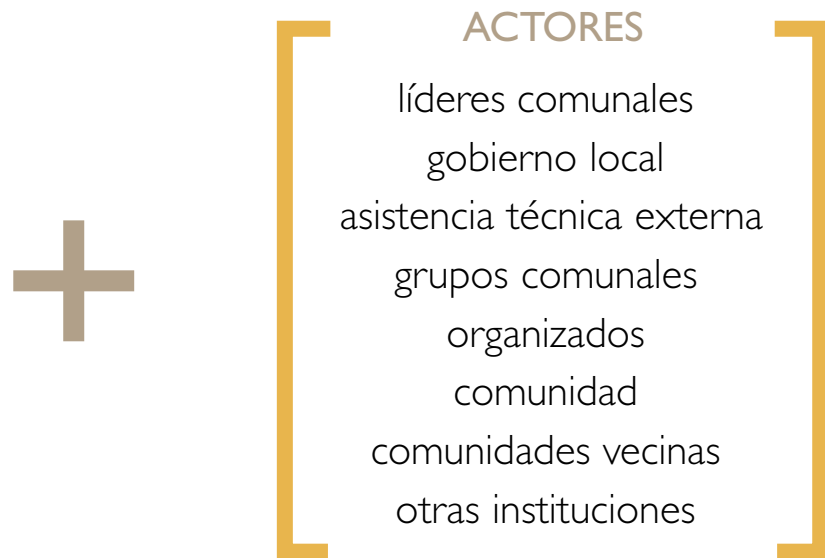 ACTORES
líderes comunales
gobierno local
asistencia técnica externa
grupos comunales
organizados
comunidad
comunidades vecinas
otras instituciones